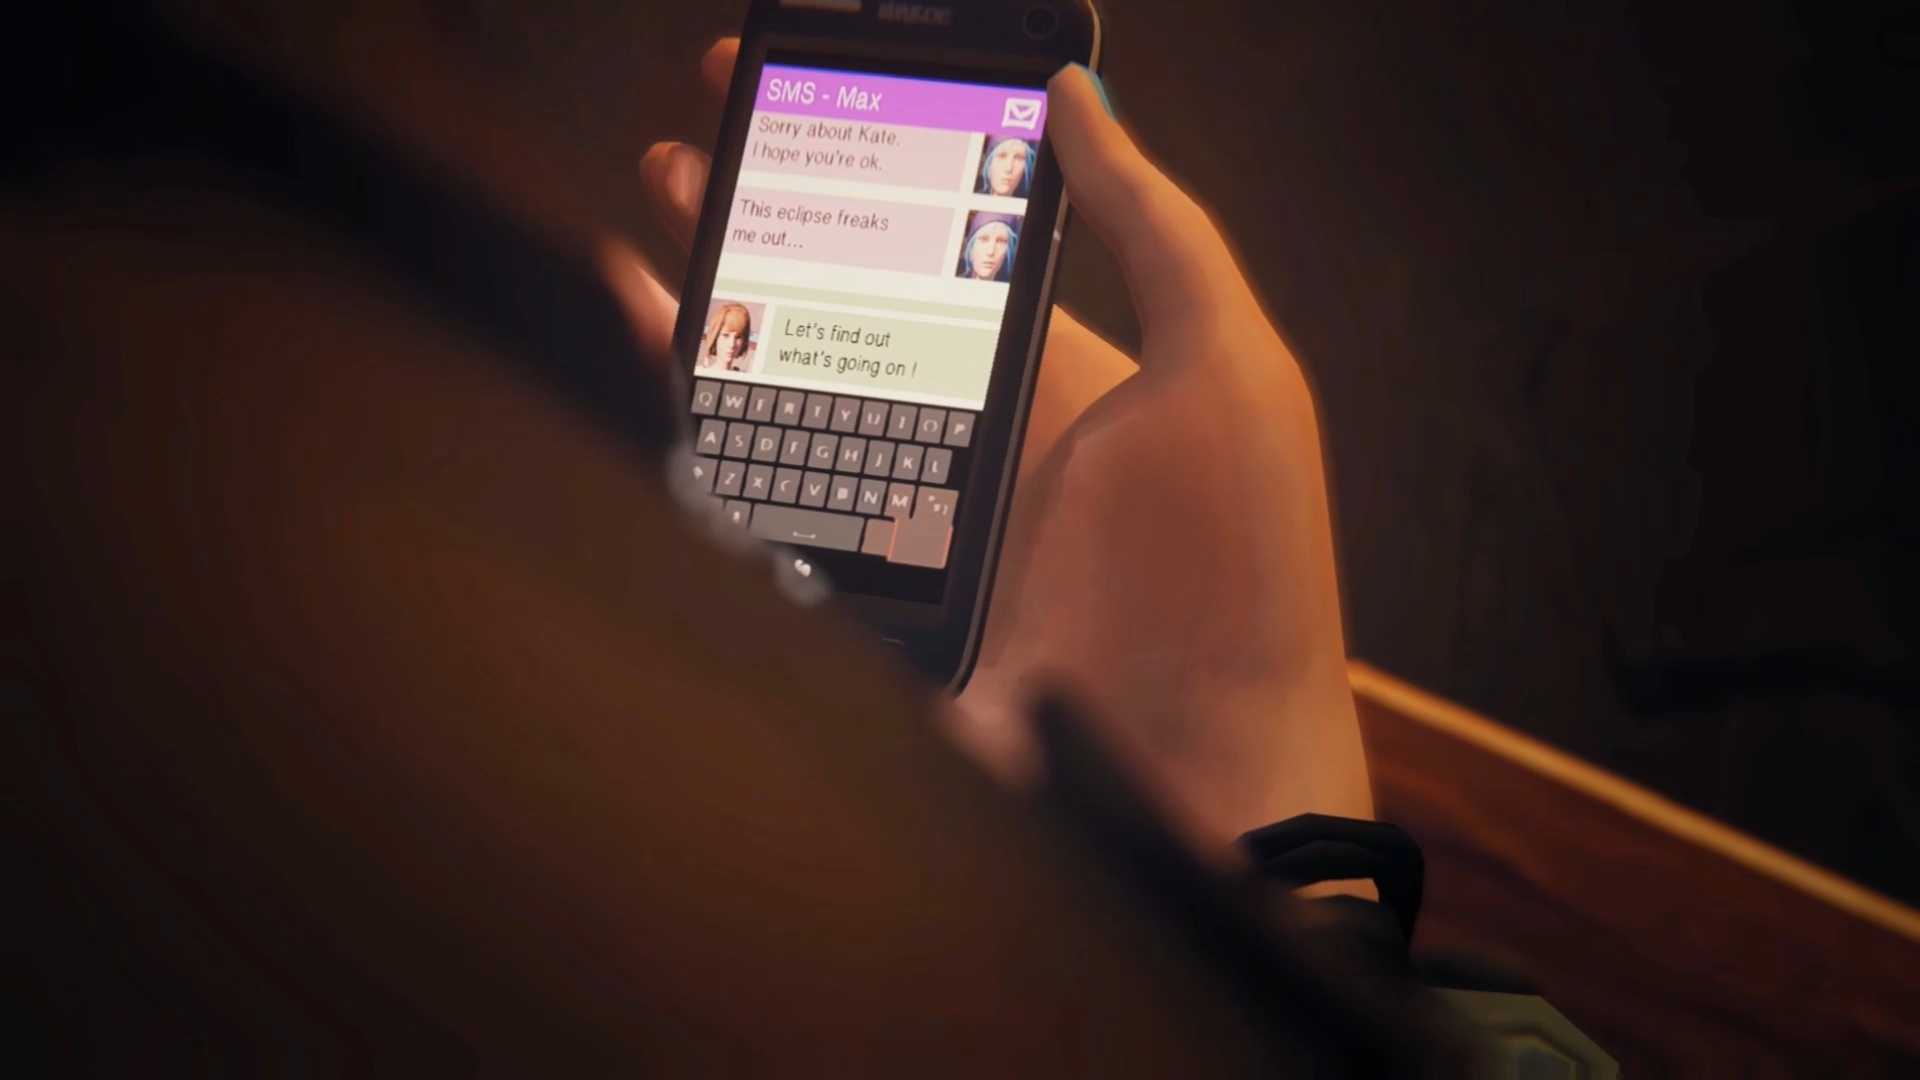 SMS - Max
Sorry about Kate.
I hope you're ok.
This eclipse freaks
me out...
Let's find out
what's going on !
Q W E R T Y U I O P
A S D F G H J K L
Z X C V B N M